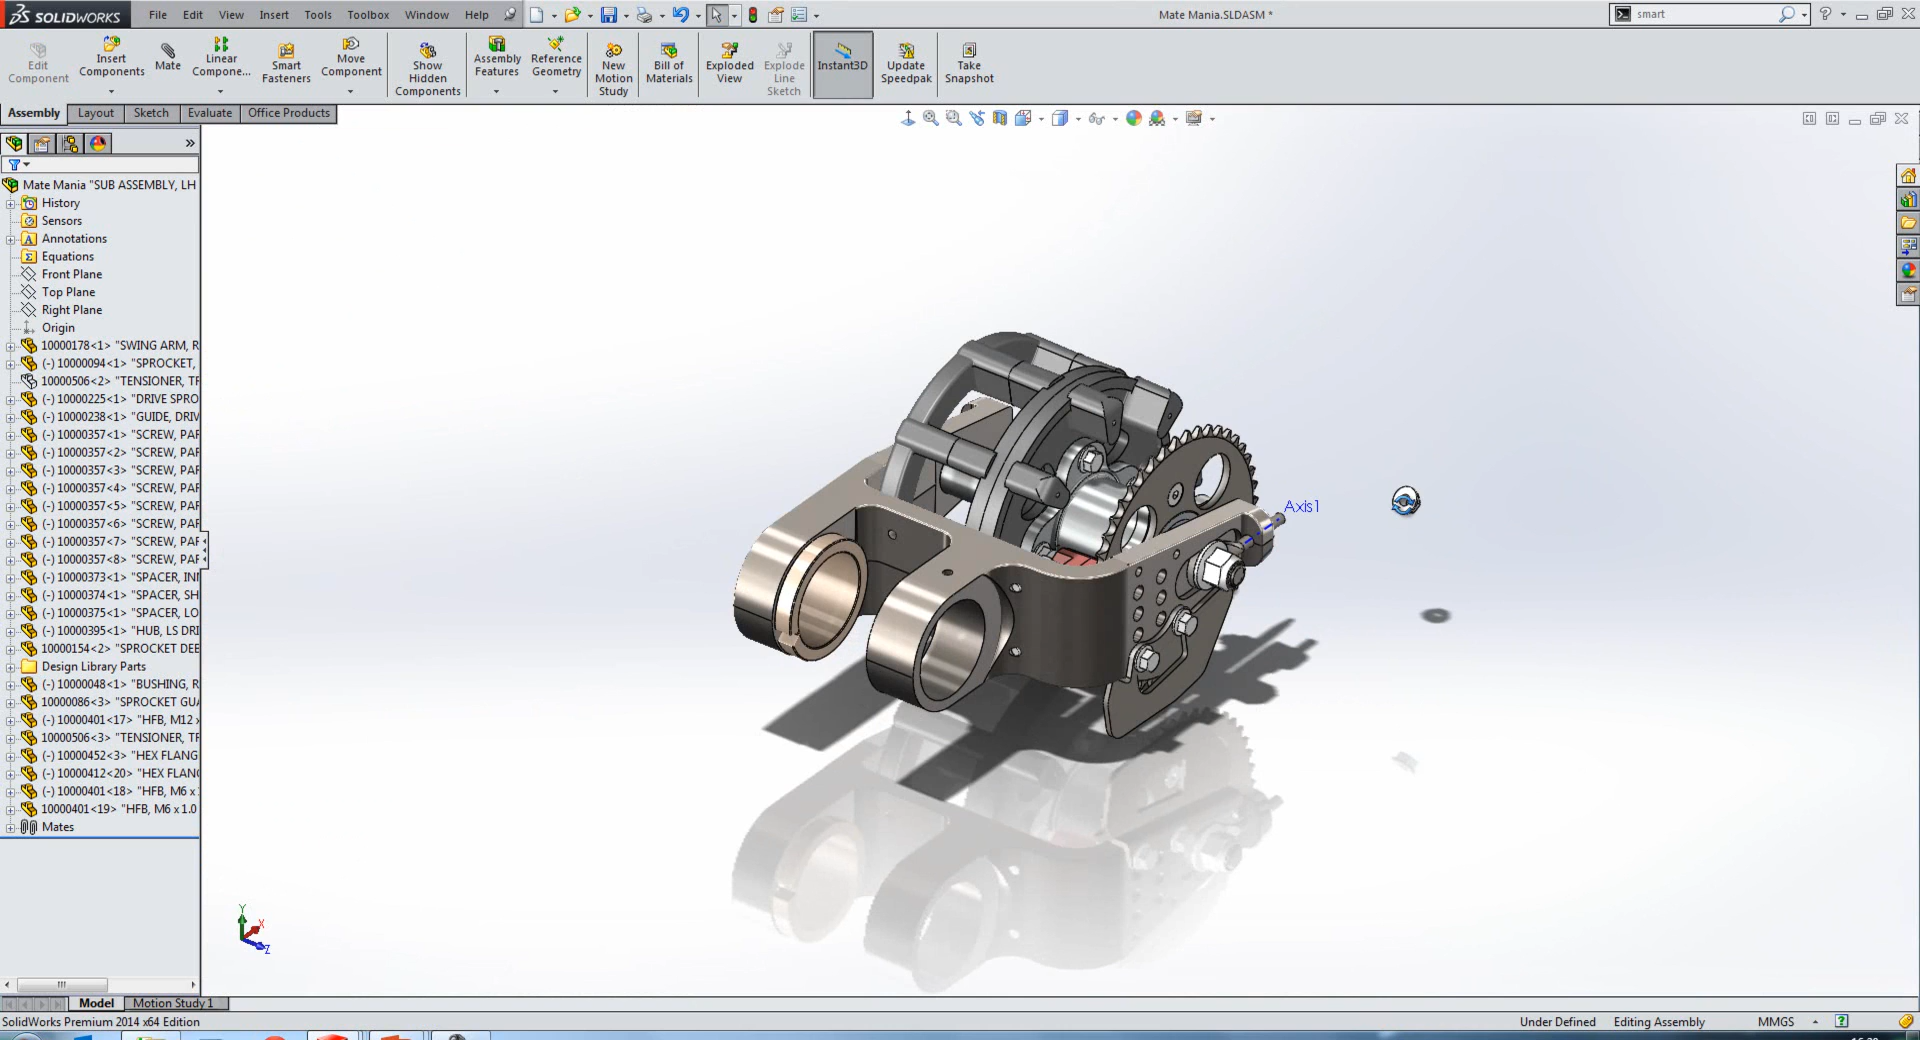 SOLIDWORKS File Edit View Insert Tools Toolbox Window Help Mate Mania.SLDASM * smart
Edit Component
Insert Components
Mate
Linear Compone...
Smart Fasteners
Move Component
Show Hidden Components
Assembly Features
Reference Geometry
New Motion Study
Bill of Materials
Exploded View
Explode Line Sketch
Instant3D
Update Speedpak
Take Snapshot
Assembly Layout Sketch Evaluate Office Products
Mate Mania "SUB ASSEMBLY, LH
History
Sensors
Annotations
Equations
Front Plane
Top Plane
Right Plane
Origin
10000178<1> "SWING ARM, R
(-) 10000094<1> "SPROCKET,
10000506<2> "TENSIONER, TF
(-) 10000225<1> "DRIVE SPRO
(-) 10000238<1> "GUIDE, DRIV
(-) 10000357<1> "SCREW, PAF
(-) 10000357<2> "SCREW, PAF
(-) 10000357<3> "SCREW, PAF
(-) 10000357<4> "SCREW, PAF
(-) 10000357<5> "SCREW, PAF
(-) 10000357<6> "SCREW, PAF
(-) 10000357<7> "SCREW, PAF
(-) 10000357<8> "SCREW, PAF
(-) 10000373<1> "SPACER, INI
(-) 10000374<1> "SPACER, SH
(-) 10000375<1> "SPACER, LO
(-) 10000395<1> "HUB, LS DRI
10000154<2> "SPROCKET DEE
Design Library Parts
(-) 10000048<1> "BUSHING, R
10000086<3> "SPROCKET GUA
(-) 10000401<17> "HFB, M12 x
10000506<3> "TENSIONER, TF
(-) 10000452<3> "HEX FLANG
(-) 10000412<20> "HEX FLANG
(-) 10000401<18> "HFB, M6 x
10000401<19> "HFB, M6 x 1.0
Mates
Axis1
Y
X
Z
Model Motion Study 1
SolidWorks Premium 2014 x64 Edition Under Defined Editing Assembly MMGS